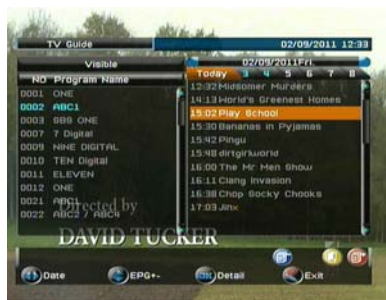 TV Guide
02/09/2011 12:33
Visible
02/09/2011 Fri.
NO Program Name
Today 3 4 5 6 7 8
0001 ONE
0002 ABC1
0003 SBS ONE
0007 7 Digital
0009 NINE DIGITAL
0010 TEN Digital
0011 ELEVEN
0012 ONE
0021 ABC1
0022 ABC2 / ABC4
12:32 Midsomer Murders
14:13 World's Greenest Homes
15:02 Play School
15:30 Bananas in Pyjamas
15:42 Pingu
15:48 dirtgirlworld
16:00 The Mr Men Show
16:11 Clang Invasion
16:38 Chop Socky Chooks
17:03 Jinx
Directed by
DAVID TUCKER
Date
EPG+-
OK Detail
Exit